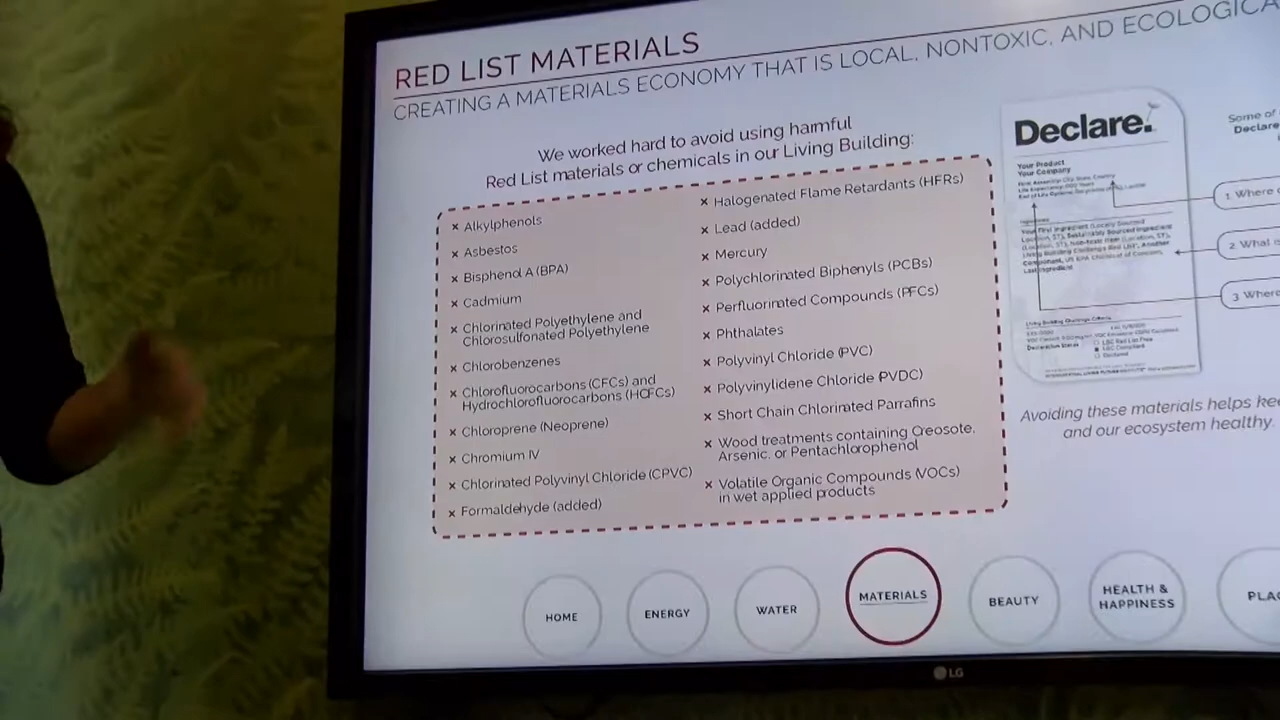 RED LIST MATERIALS
CREATING A MATERIALS ECONOMY THAT IS LOCAL, NONTOXIC, AND ECOLOGICA
We worked hard to avoid using harmful
Red List materials or chemicals in our Living Building:
× Alkylphenols
× Asbestos
× Bisphenol A (BPA)
× Cadmium
× Chlorinated Polyethylene and
Chlorosulfonated Polyethylene
× Chlorobenzenes
× Chlorofluorocarbons (CFCs) and
Hydrochlorofluorocarbons (HCFCs)
× Chloroprene (Neoprene)
× Chromium IV
× Chlorinated Polyvinyl Chloride (CPVC)
× Formaldehyde (added)
× Halogenated Flame Retardants (HFRs)
× Lead (added)
× Mercury
× Polychlorinated Biphenyls (PCBs)
× Perfluorinated Compounds (PFCs)
× Phthalates
× Polyvinyl Chloride (PVC)
× Polyvinylidene Chloride (PVDC)
× Short Chain Chlorinated Parrafins
× Wood treatments containing Creosote,
Arsenic, or Pentachlorophenol
× Volatile Organic Compounds (VOCs)
in wet applied products
Declare.
Your Product
Your Company
Some of
Declare
1 Where
2 What is
3 Where
Avoiding these materials helps kee
and our ecosystem healthy.
HOME
ENERGY
WATER
MATERIALS
BEAUTY
HEALTH &
HAPPINESS
PLAC
LG